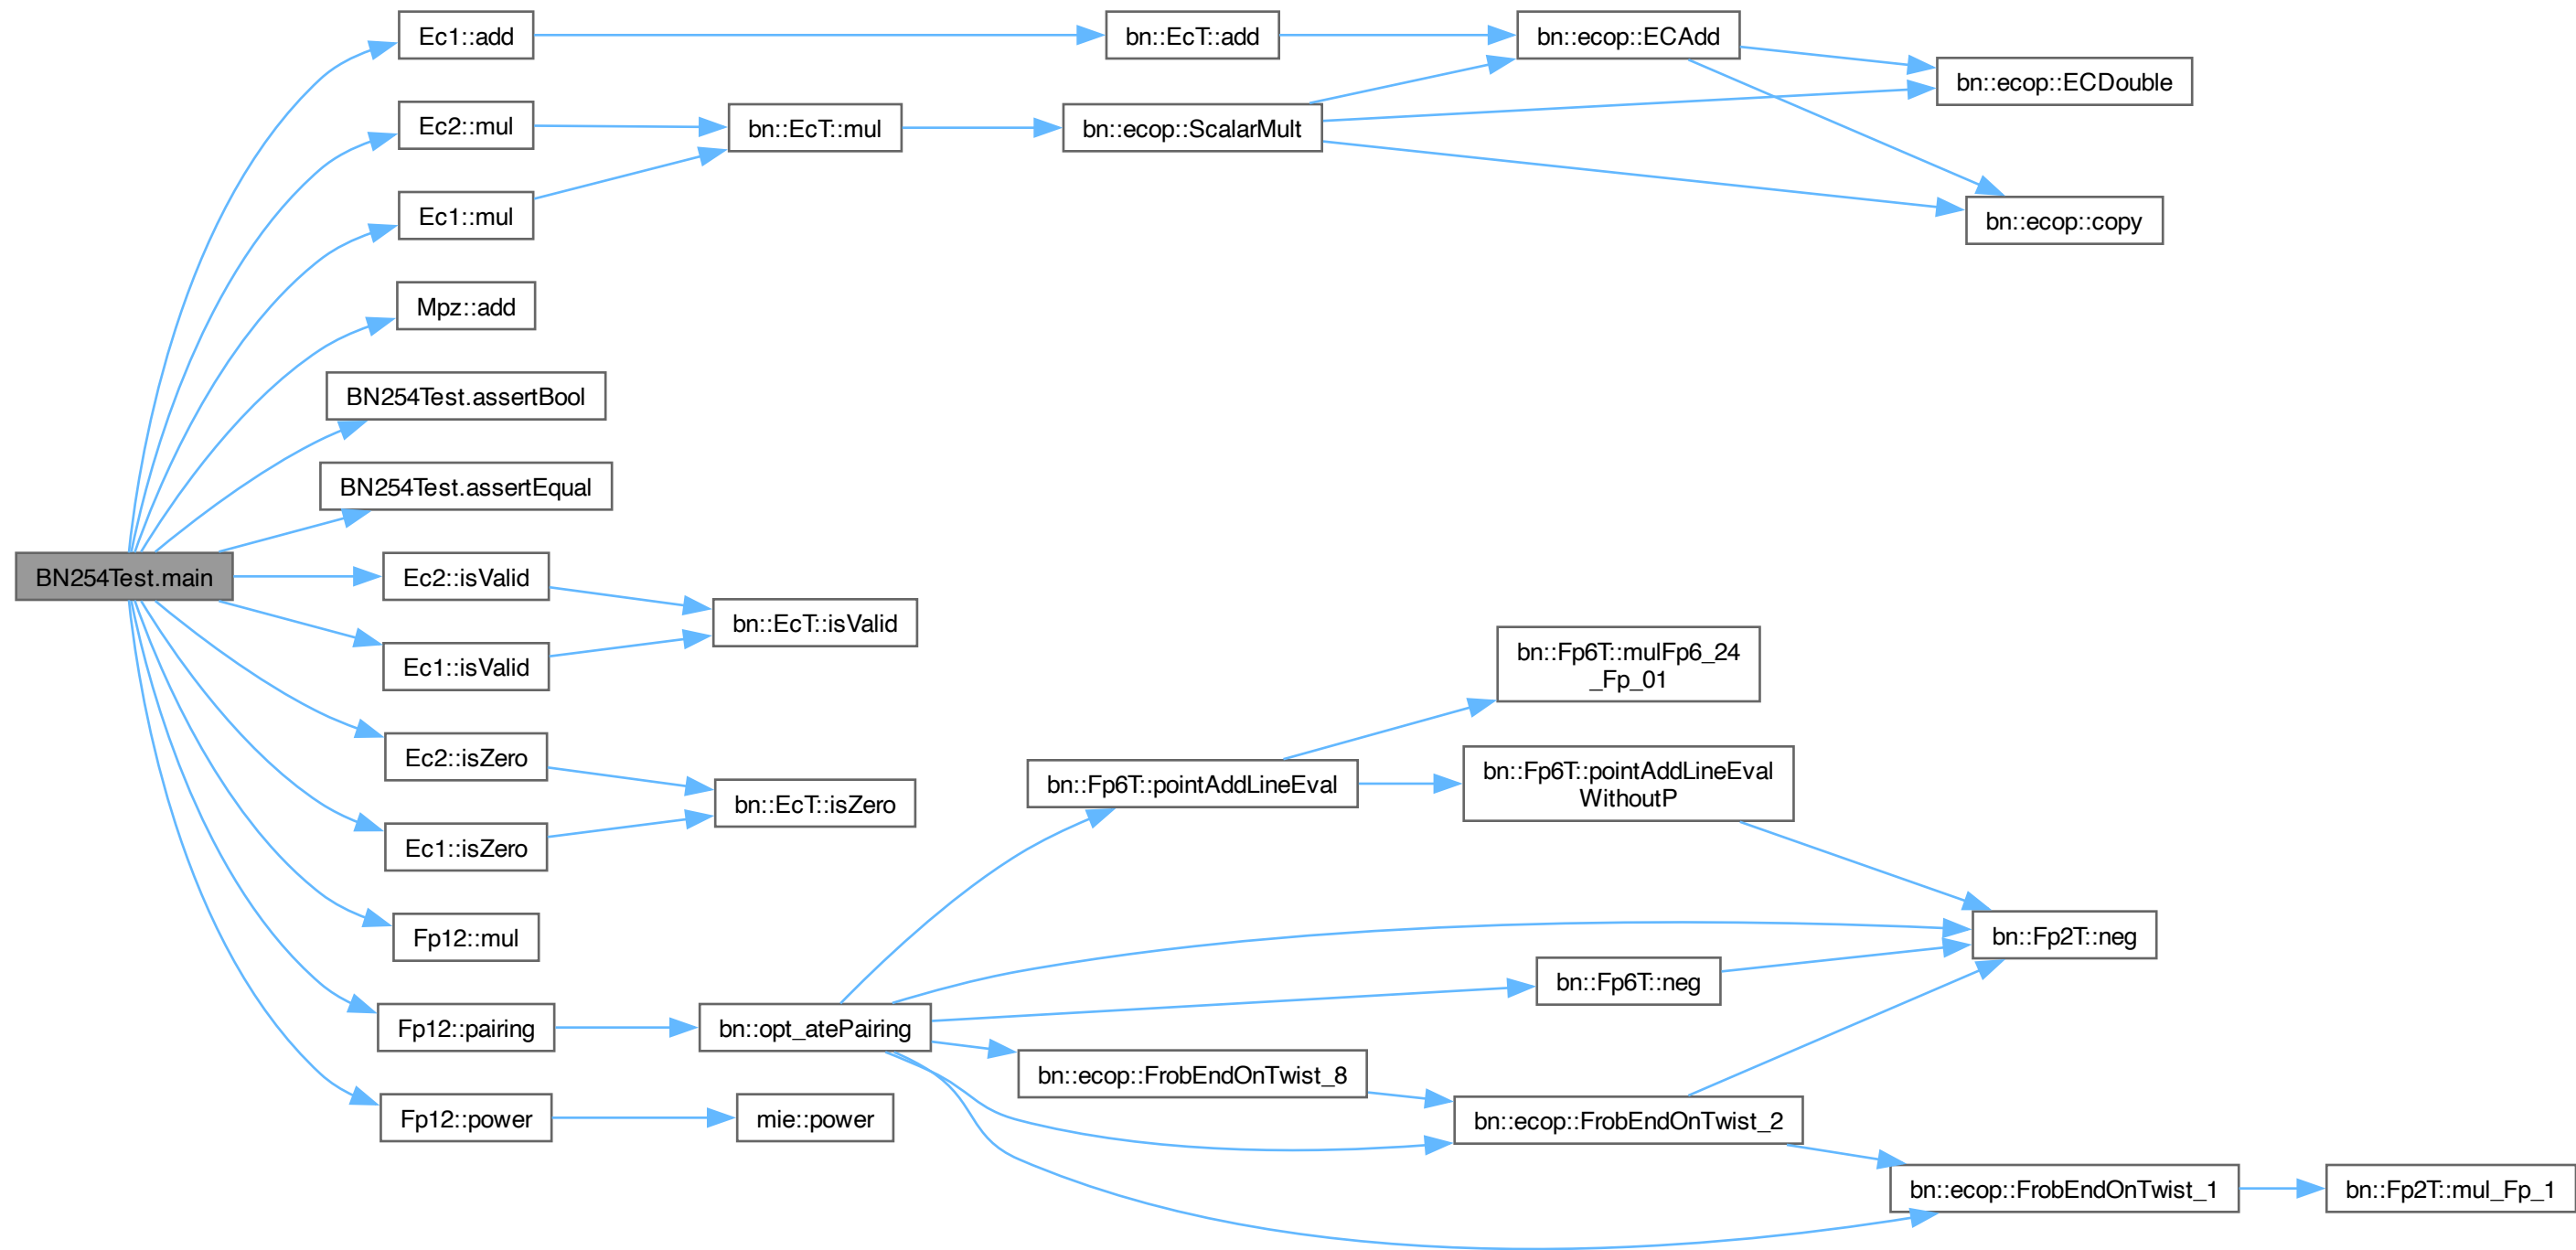 Ec1::add
bn::EcT::add
bn::ecop::ECAdd
bn::ecop::ECDouble
Ec2::mul
bn::EcT::mul
bn::ecop::ScalarMult
Ec1::mul
bn::ecop::copy
Mpz::add
BN254Test.assertBool
BN254Test.assertEqual
BN254Test.main
Ec2::isValid
bn::EcT::isValid
Ec1::isValid
bn::Fp6T::mulFp6_24
_Fp_01
Ec2::isZero
bn::EcT::isZero
Ec1::isZero
bn::Fp6T::pointAddLineEval
bn::Fp6T::pointAddLineEval
WithoutP
Fp12::mul
bn::Fp2T::neg
bn::Fp6T::neg
Fp12::pairing
bn::opt_atePairing
bn::ecop::FrobEndOnTwist_8
Fp12::power
mie::power
bn::ecop::FrobEndOnTwist_2
bn::ecop::FrobEndOnTwist_1
bn::Fp2T::mul_Fp_1